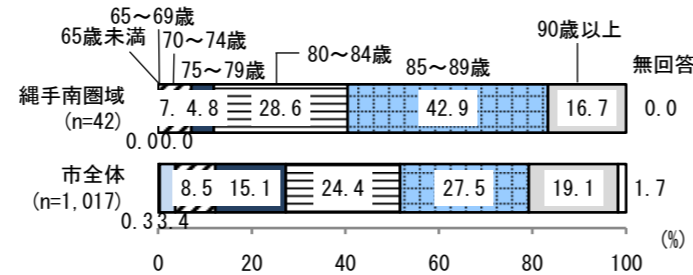 65～69歳
65歳未満
70～74歳
75～79歳
80～84歳
85～89歳
90歳以上
無回答
縄手南圏域
(n=42)
7. 4.8 28.6 42.9 16.7 0.0
0.0 0.0
市全体
(n=1,017)
8.5 15.1 24.4 27.5 19.1 1.7
0.3 3.4
(%)
0 20 40 60 80 100